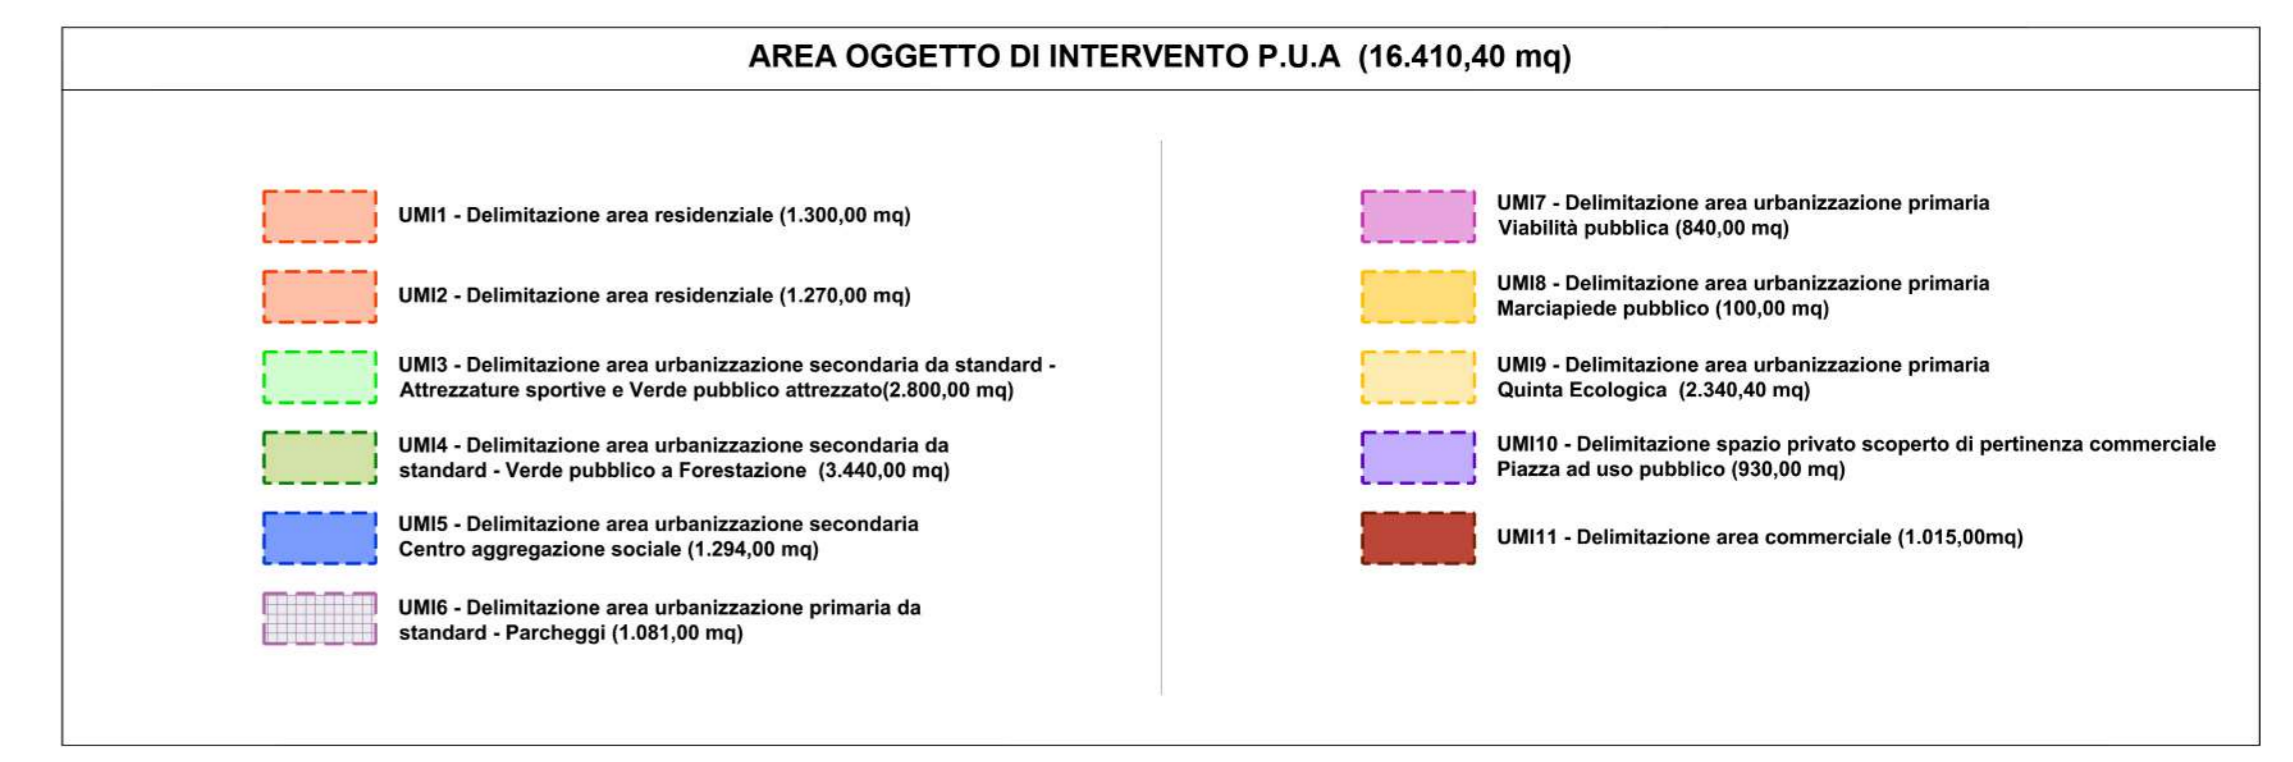 AREA OGGETTO DI INTERVENTO P.U.A (16.410,40 mq)
UMI1 - Delimitazione area residenziale (1.300,00 mq)
UMI2 - Delimitazione area residenziale (1.270,00 mq)
UMI3 - Delimitazione area urbanizzazione secondaria da standard -
Attrezzature sportive e Verde pubblico attrezzato(2.800,00 mq)
UMI4 - Delimitazione area urbanizzazione secondaria da
standard - Verde pubblico a Forestazione (3.440,00 mq)
UMI5 - Delimitazione area urbanizzazione secondaria
Centro aggregazione sociale (1.294,00 mq)
UMI6 - Delimitazione area urbanizzazione primaria da
standard - Parcheggi (1.081,00 mq)
UMI7 - Delimitazione area urbanizzazione primaria
Viabilità pubblica (840,00 mq)
UMI8 - Delimitazione area urbanizzazione primaria
Marciapiede pubblico (100,00 mq)
UMI9 - Delimitazione area urbanizzazione primaria
Quinta Ecologica (2.340,40 mq)
UMI10 - Delimitazione spazio privato scoperto di pertinenza commerciale
Piazza ad uso pubblico (930,00 mq)
UMI11 - Delimitazione area commerciale (1.015,00mq)